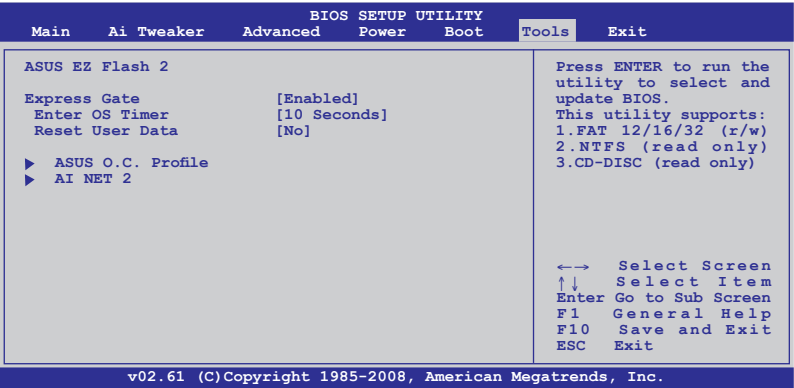 BIOS SETUP UTILITY
Main Ai Tweaker Advanced Power Boot Tools Exit
ASUS EZ Flash 2
Express Gate [Enabled]
Enter OS Timer [10 Seconds]
Reset User Data [No]
ASUS O.C. Profile
AI NET 2
Press ENTER to run the
utility to select and
update BIOS.
This utility supports:
1.FAT 12/16/32 (r/w)
2.NTFS (read only)
3.CD-DISC (read only)
←→ Select Screen
↑↓ Select Item
Enter Go to Sub Screen
F1 General Help
F10 Save and Exit
ESC Exit
v02.61 (C)Copyright 1985-2008, American Megatrends, Inc.